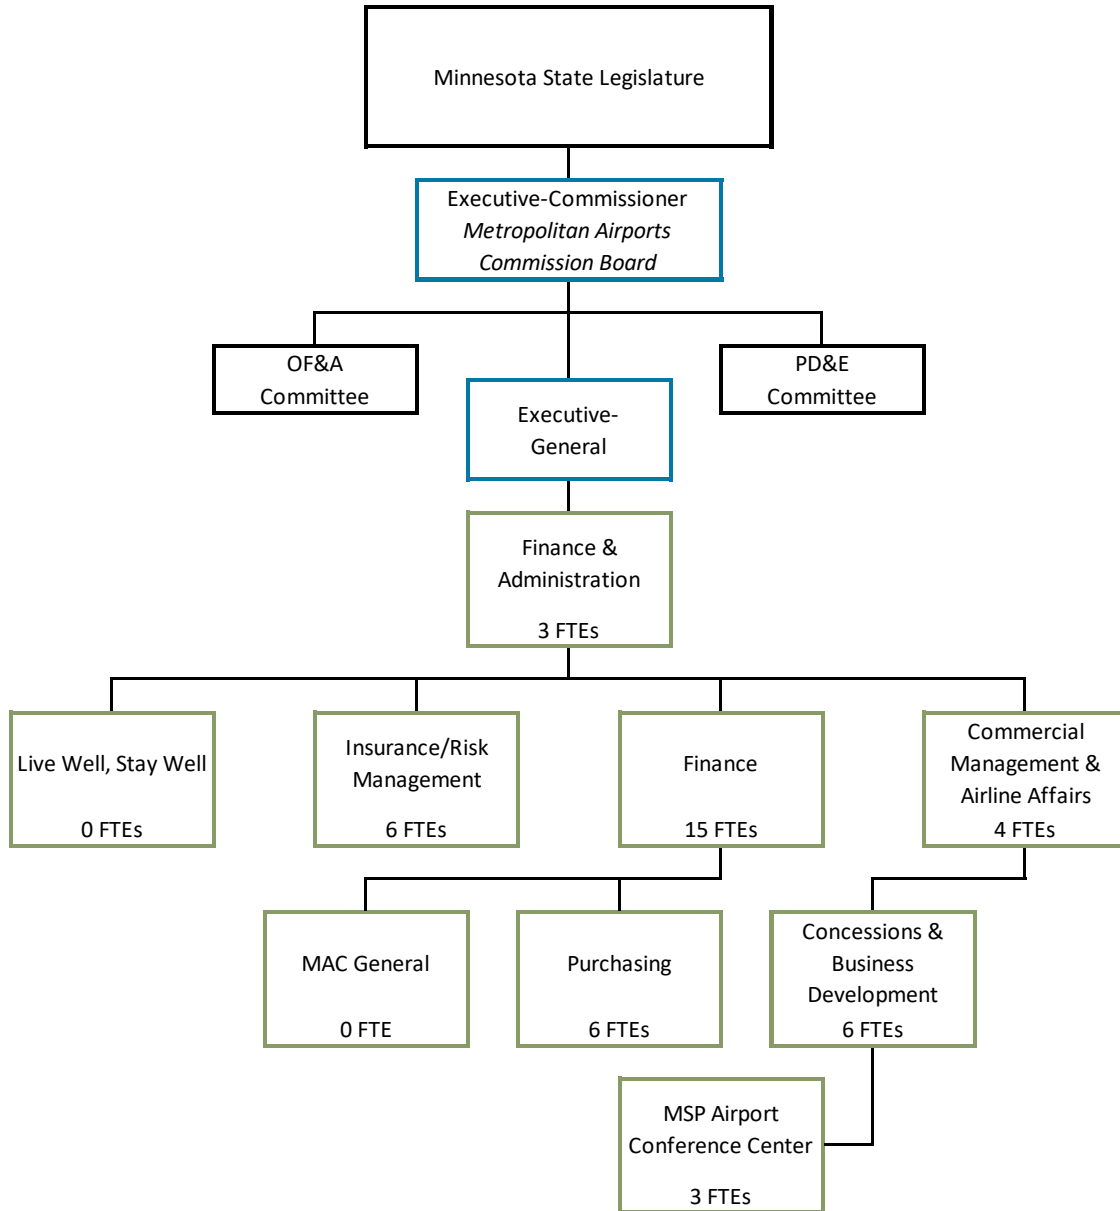 Minnesota State Legislature
Executive-Commissioner
Metropolitan Airports
Commission Board
OF&A
Committee
PD&E
Committee
Executive-
General
Finance &
Administration
3 FTEs
Live Well, Stay Well
0 FTEs
Insurance/Risk
Management
6 FTEs
Finance
15 FTEs
Commercial
Management &
Airline Affairs
4 FTEs
MAC General
0 FTE
Purchasing
6 FTEs
Concessions &
Business
Development
6 FTEs
MSP Airport
Conference Center
3 FTEs